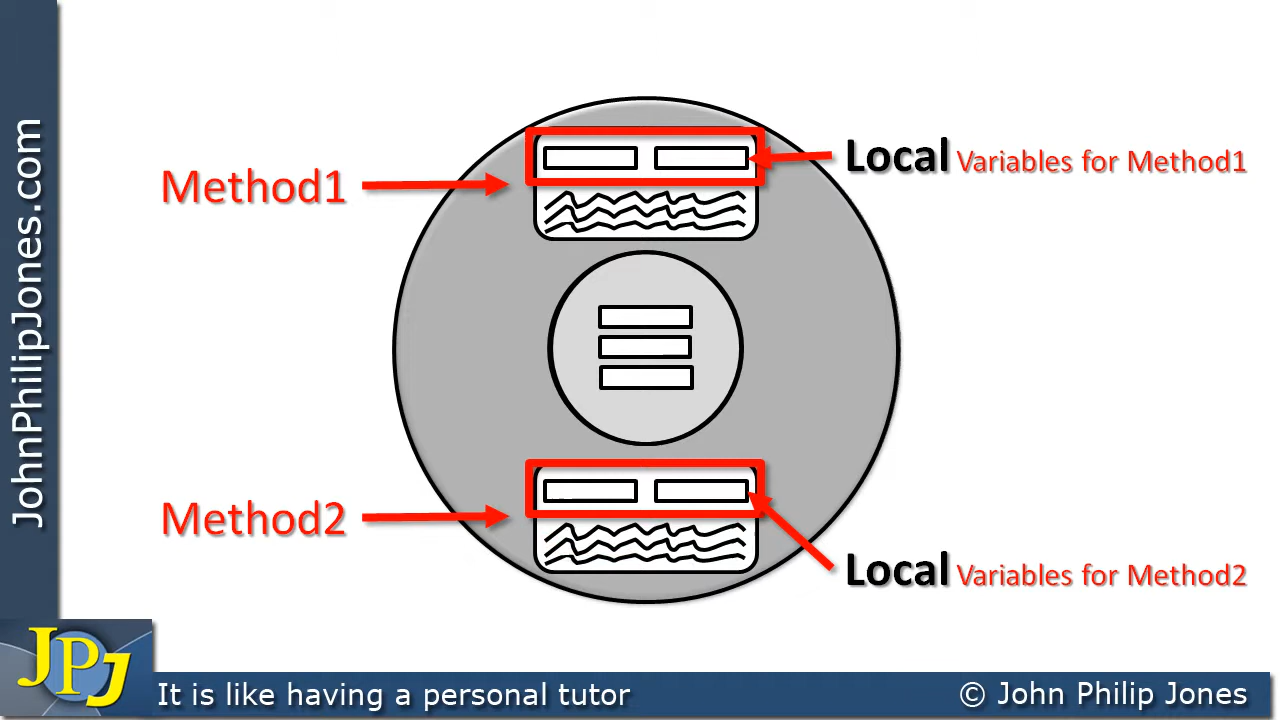 JohnPhilipJones.com
Method1
Local Variables for Method1
Method2
Local Variables for Method2
JPJ
It is like having a personal tutor
© John Philip Jones